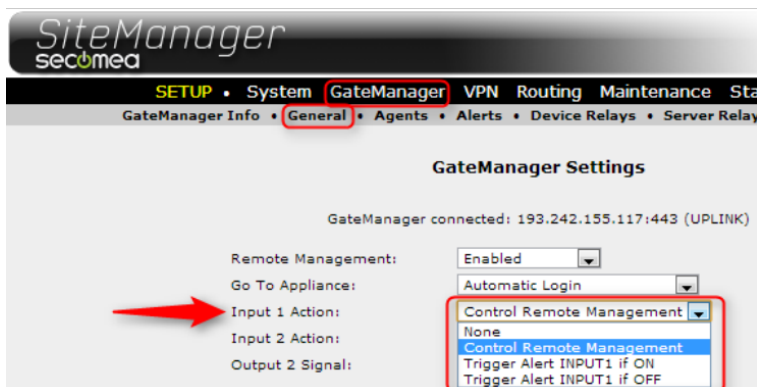 SiteManager
secomea
SETUP • System GateManager VPN Routing Maintenance Sta
GateManager Info • General • Agents • Alerts • Device Relays • Server Relay
GateManager Settings
GateManager connected: 193.242.155.117:443 (UPLINK)
Remote Management: Enabled
Go To Appliance: Automatic Login
Input 1 Action: Control Remote Management
Input 2 Action: None
Control Remote Management
Output 2 Signal: Trigger Alert INPUT1 if ON
Trigger Alert INPUT1 if OFF